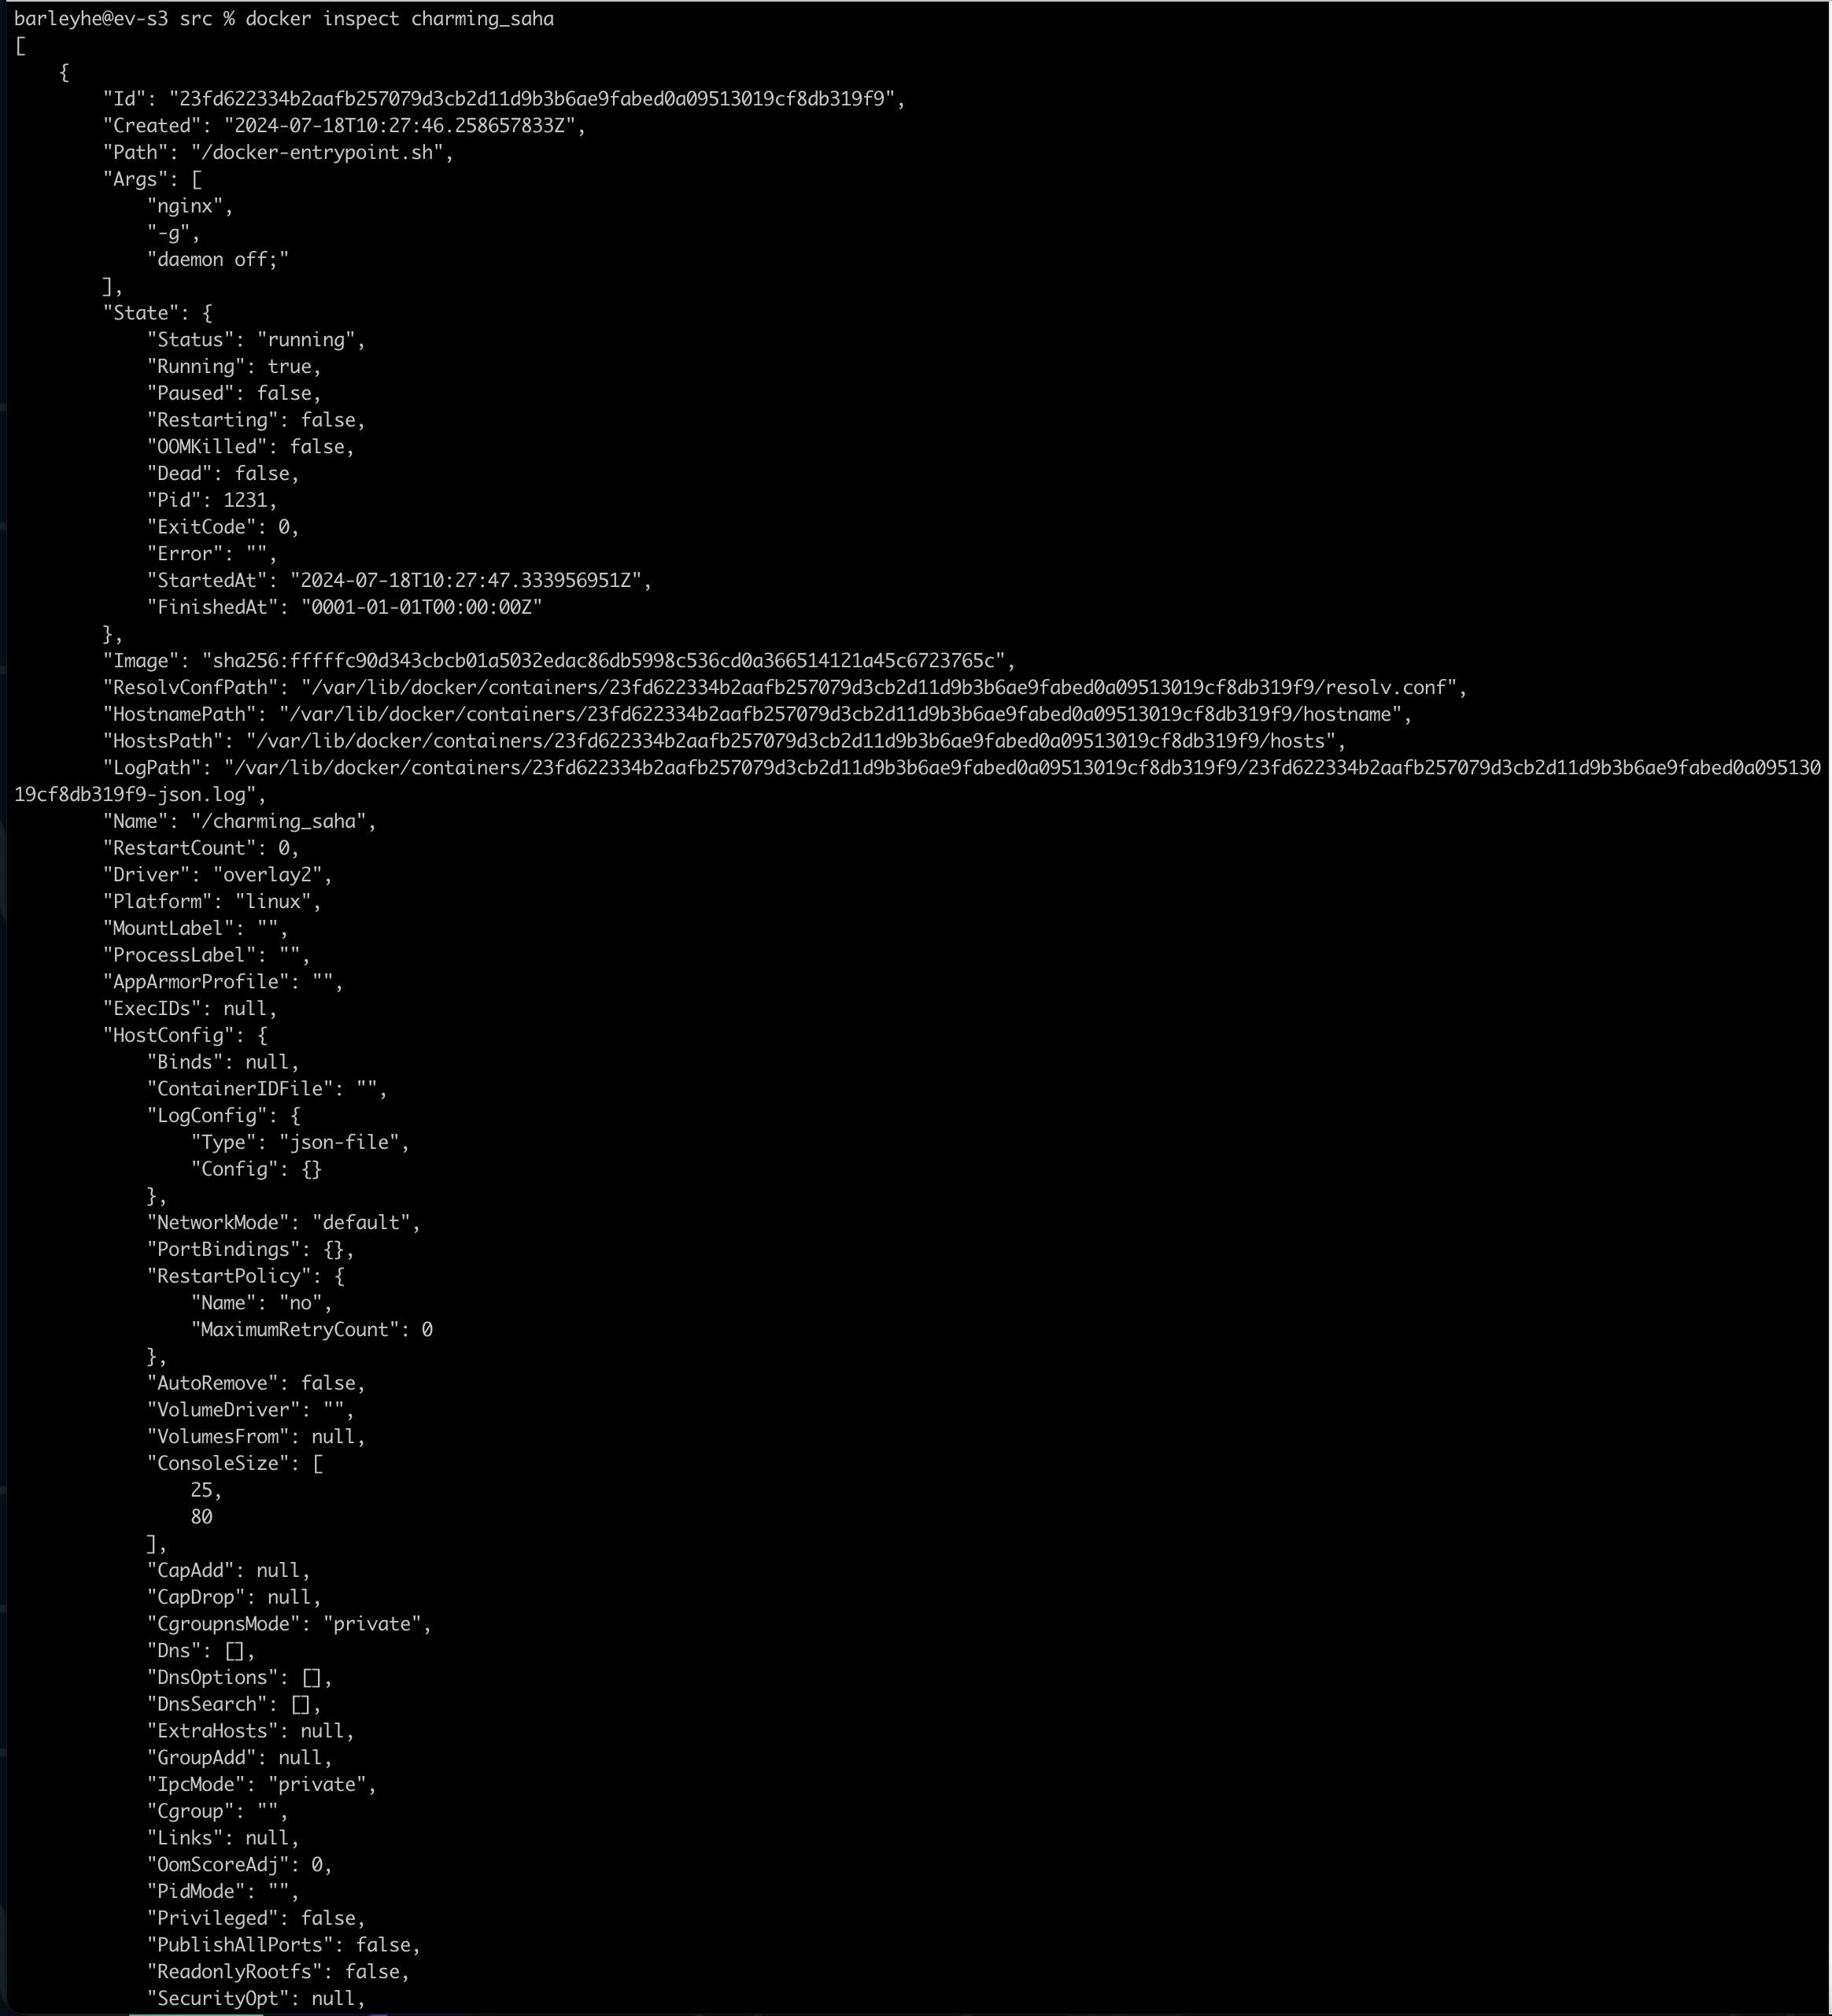 barleyhe@ev-s3 src % docker inspect charming_saha
[
    {
        "Id": "23fd622334b2aafb257079d3cb2d11d9b3b6ae9fabed0a09513019cf8db319f9",
        "Created": "2024-07-18T10:27:46.258657833Z",
        "Path": "/docker-entrypoint.sh",
        "Args": [
            "nginx",
            "-g",
            "daemon off;"
        ],
        "State": {
            "Status": "running",
            "Running": true,
            "Paused": false,
            "Restarting": false,
            "OOMKilled": false,
            "Dead": false,
            "Pid": 1231,
            "ExitCode": 0,
            "Error": "",
            "StartedAt": "2024-07-18T10:27:47.333956951Z",
            "FinishedAt": "0001-01-01T00:00:00Z"
        },
        "Image": "sha256:fffffc90d343cbcb01a5032edac86db5998c536cd0a366514121a45c6723765c",
        "ResolvConfPath": "/var/lib/docker/containers/23fd622334b2aafb257079d3cb2d11d9b3b6ae9fabed0a09513019cf8db319f9/resolv.conf",
        "HostnamePath": "/var/lib/docker/containers/23fd622334b2aafb257079d3cb2d11d9b3b6ae9fabed0a09513019cf8db319f9/hostname",
        "HostsPath": "/var/lib/docker/containers/23fd622334b2aafb257079d3cb2d11d9b3b6ae9fabed0a09513019cf8db319f9/hosts",
        "LogPath": "/var/lib/docker/containers/23fd622334b2aafb257079d3cb2d11d9b3b6ae9fabed0a09513019cf8db319f9/23fd622334b2aafb257079d3cb2d11d9b3b6ae9fabed0a095130
19cf8db319f9-json.log",
        "Name": "/charming_saha",
        "RestartCount": 0,
        "Driver": "overlay2",
        "Platform": "linux",
        "MountLabel": "",
        "ProcessLabel": "",
        "AppArmorProfile": "",
        "ExecIDs": null,
        "HostConfig": {
            "Binds": null,
            "ContainerIDFile": "",
            "LogConfig": {
                "Type": "json-file",
                "Config": {}
            },
            "NetworkMode": "default",
            "PortBindings": {},
            "RestartPolicy": {
                "Name": "no",
                "MaximumRetryCount": 0
            },
            "AutoRemove": false,
            "VolumeDriver": "",
            "VolumesFrom": null,
            "ConsoleSize": [
                25,
                80
            ],
            "CapAdd": null,
            "CapDrop": null,
            "CgroupnsMode": "private",
            "Dns": [],
            "DnsOptions": [],
            "DnsSearch": [],
            "ExtraHosts": null,
            "GroupAdd": null,
            "IpcMode": "private",
            "Cgroup": "",
            "Links": null,
            "OomScoreAdj": 0,
            "PidMode": "",
            "Privileged": false,
            "PublishAllPorts": false,
            "ReadonlyRootfs": false,
            "SecurityOpt": null,